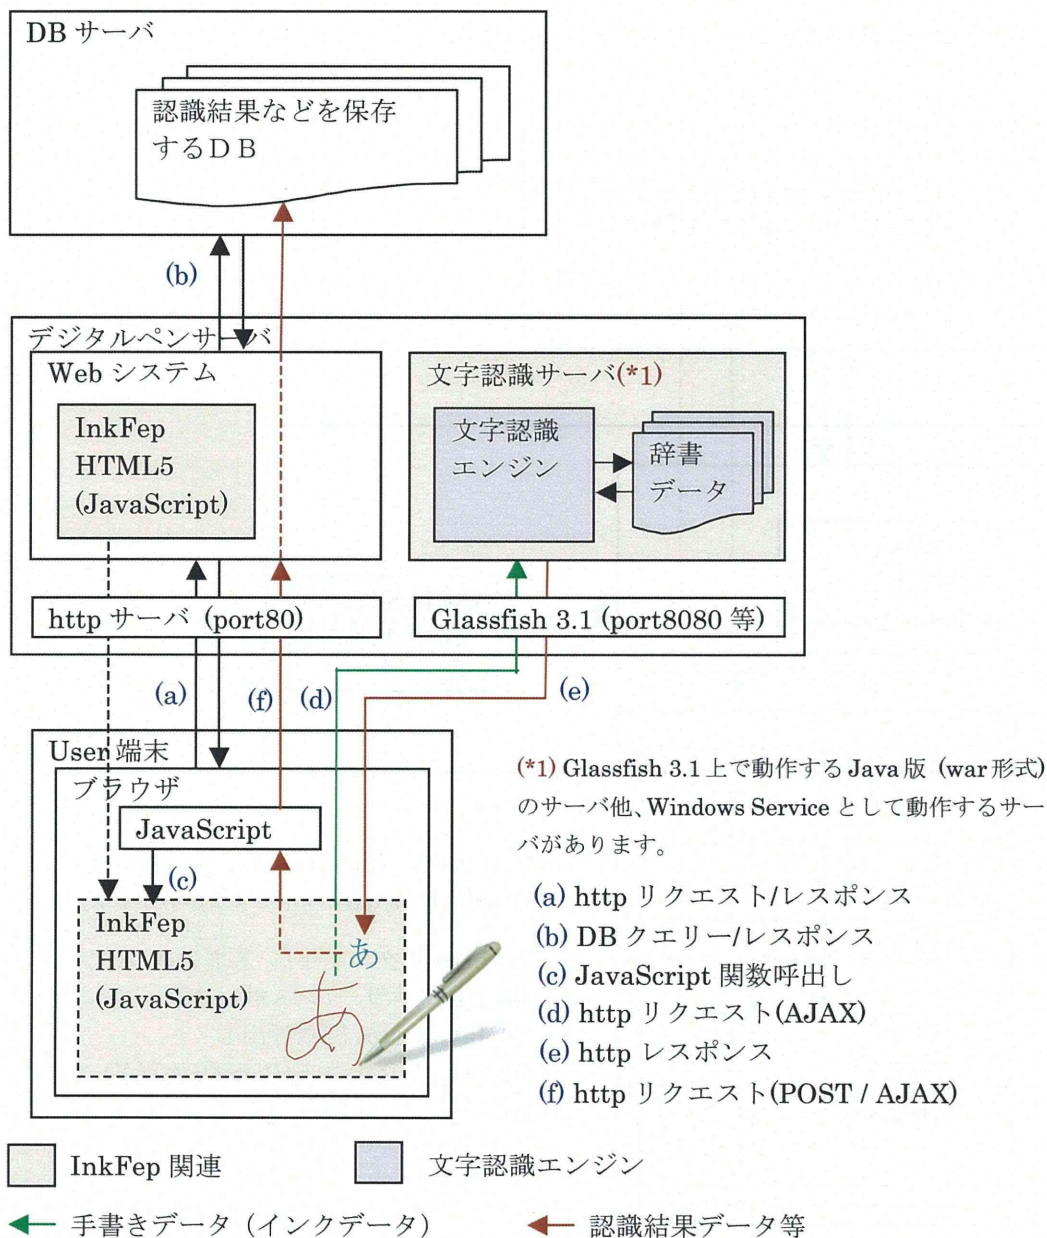 DB サーバ
認識結果などを保存
するＤＢ
(b)
デジタルペンサーバ
Web システム
InkFep
HTML5
(JavaScript)
文字認識サーバ(*1)
文字認識
エンジン
辞書
データ
http サーバ (port80)
Glassfish 3.1 (port8080 等)
(a)
(f)
(d)
(e)
User 端末
ブラウザ
JavaScript
(c)
InkFep
HTML5
(JavaScript)
あ
あ
(*1) Glassfish 3.1 上で動作する Java 版 (war 形式)
のサーバ他、Windows Service として動作するサー
バがあります。
(a) http リクエスト/レスポンス
(b) DB クエリー/レスポンス
(c) JavaScript 関数呼出し
(d) http リクエスト(AJAX)
(e) http レスポンス
(f) http リクエスト(POST / AJAX)
InkFep 関連
文字認識エンジン
手書きデータ（インクデータ）
認識結果データ等